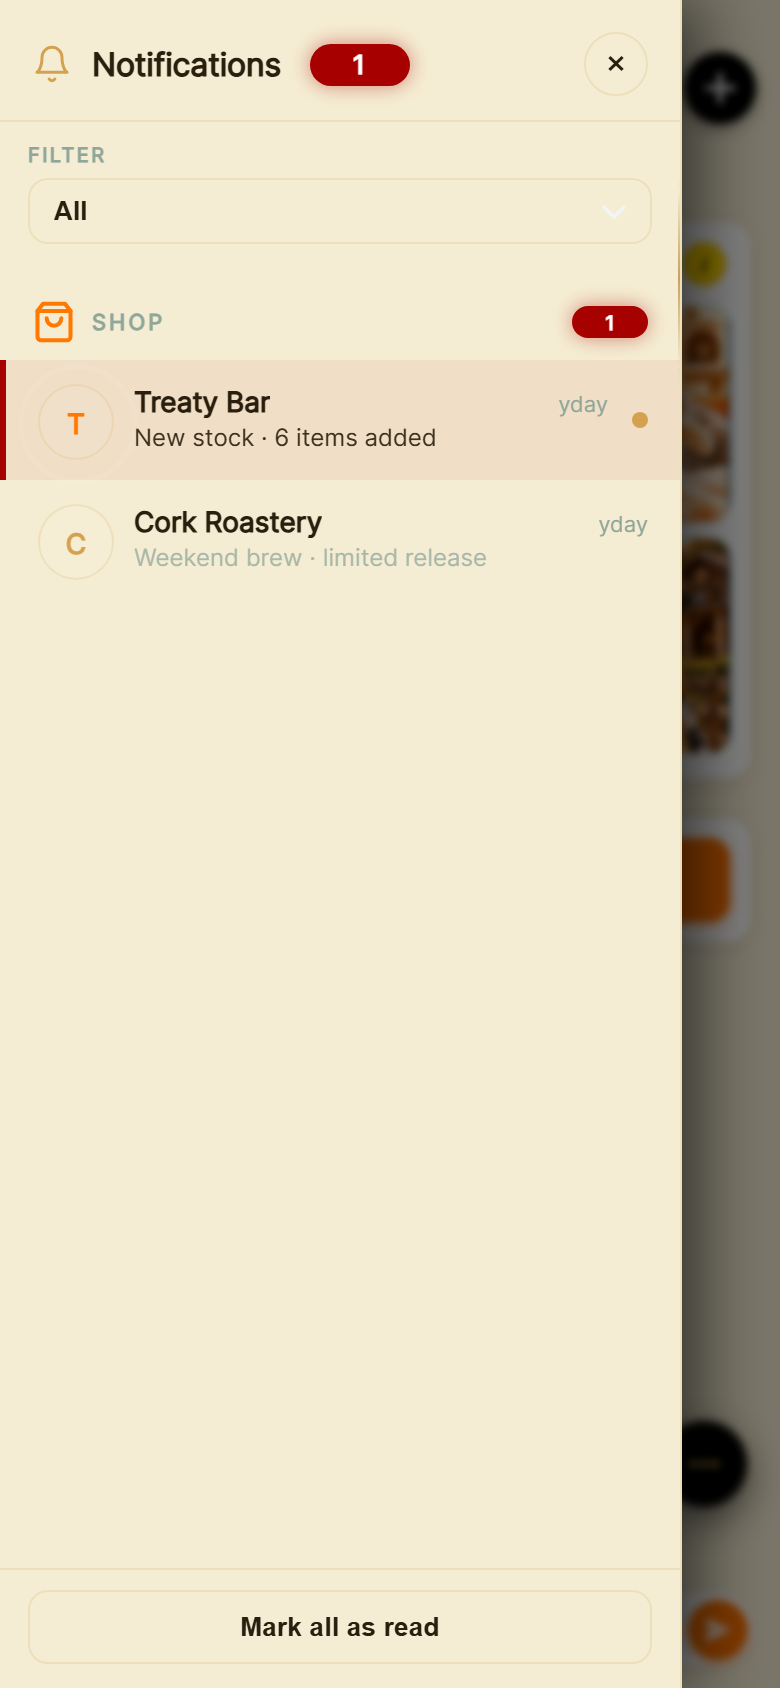 Notifications 1 ×
FILTER
All
SHOP 1
T Treaty Bar yday
New stock · 6 items added
C Cork Roastery yday
Weekend brew · limited release
Mark all as read